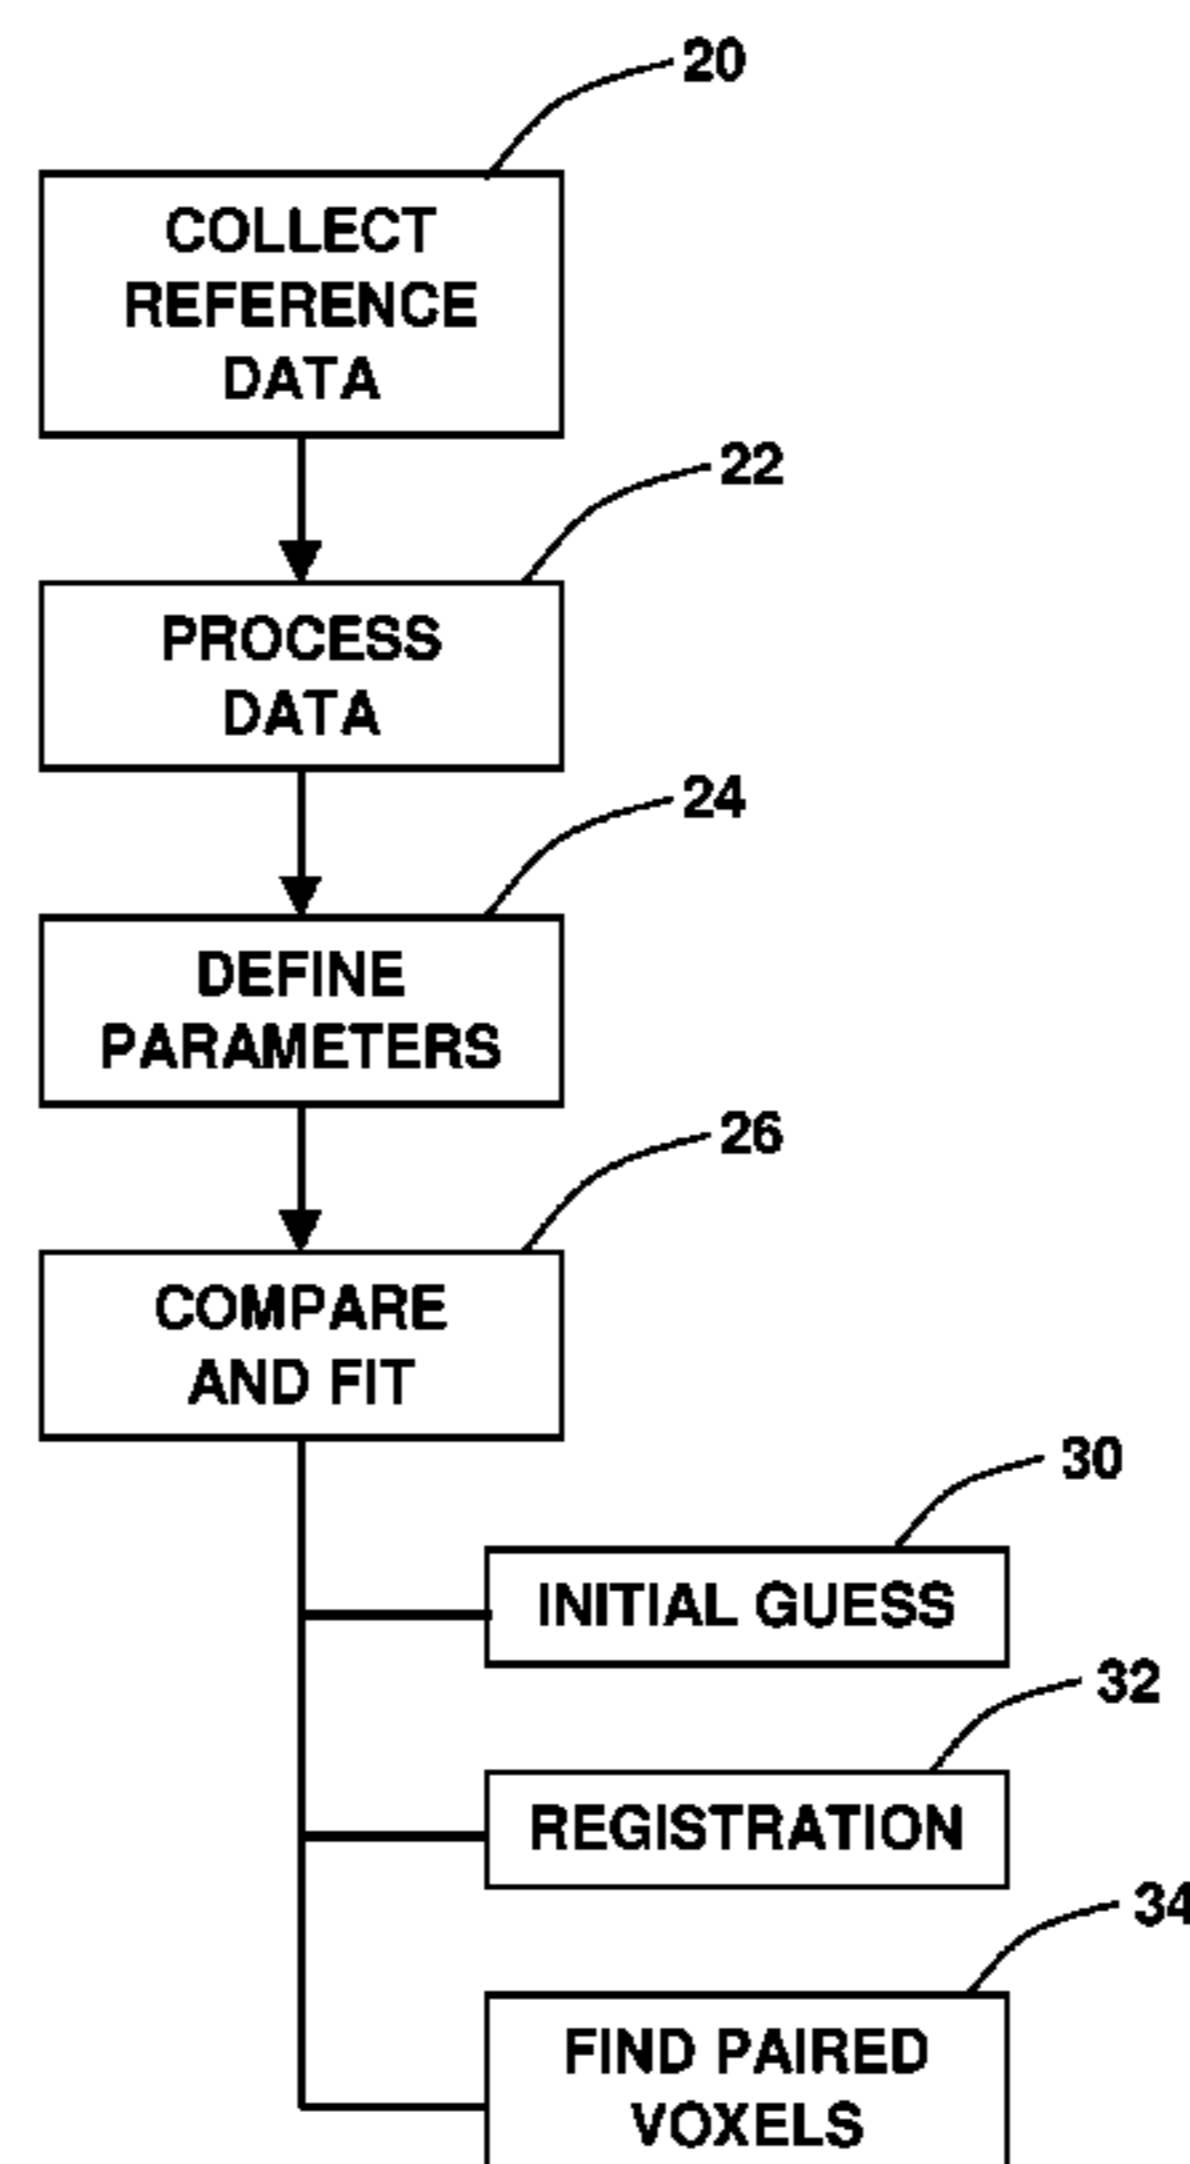 20
COLLECT
REFERENCE
DATA
22
PROCESS
DATA
24
DEFINE
PARAMETERS
26
COMPARE
AND FIT
30
INITIAL GUESS
32
REGISTRATION
34
FIND PAIRED
VOXELS